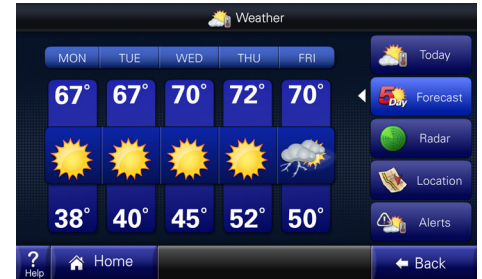 Weather
MON TUE WED THU FRI
67° 67° 70° 72° 70°
38° 40° 45° 52° 50°
Today
5 Day Forecast
Radar
Location
Alerts
? Help
Home
Back